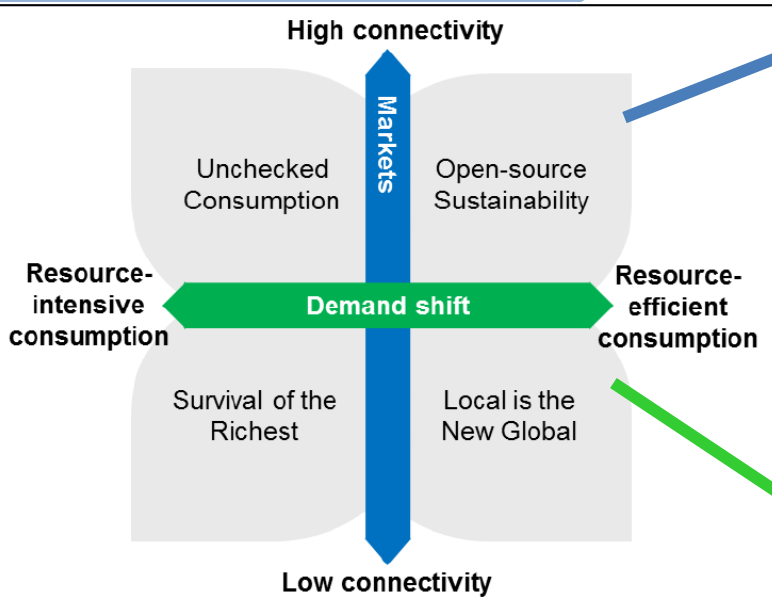 High connectivity
Markets
Unchecked
Consumption
Open-source
Sustainability
Resource-
intensive
consumption
Demand shift
Resource-
efficient
consumption
Survival of the
Richest
Local is the
New Global
Low connectivity